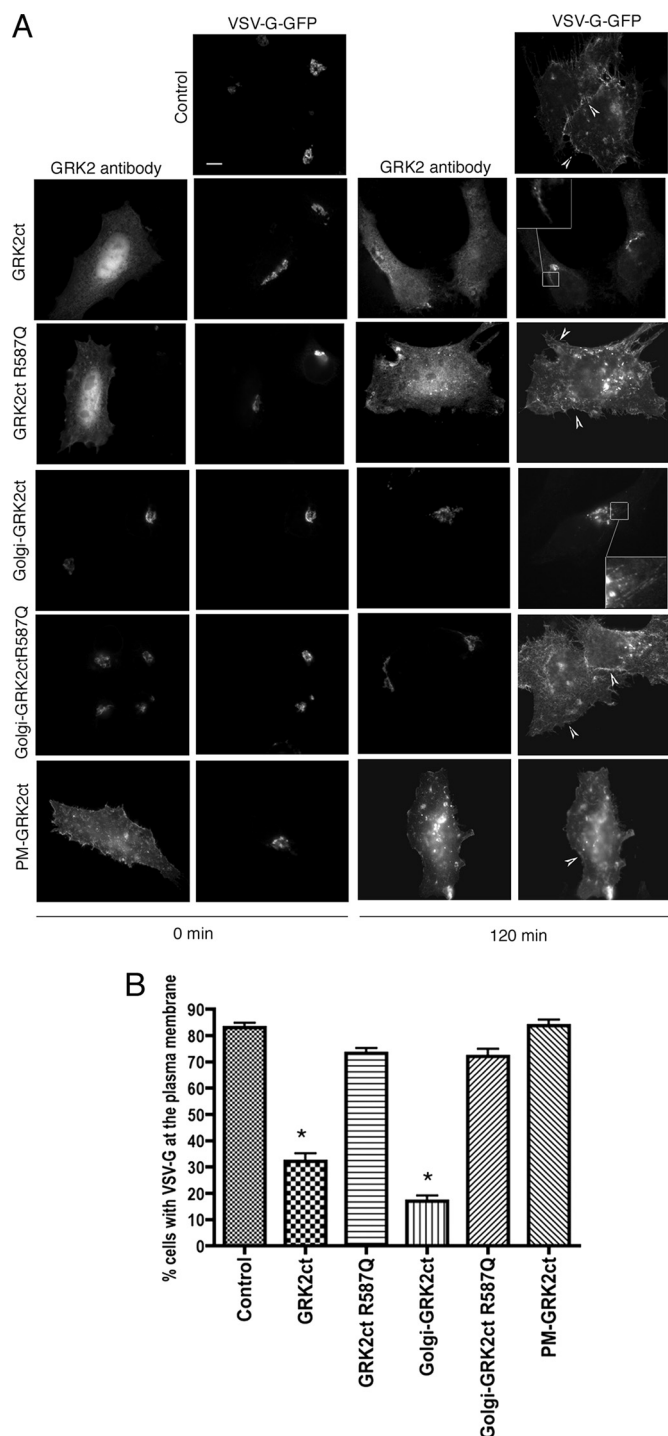 A
VSV-G-GFP
VSV-G-GFP
Control
GRK2 antibody
GRK2 antibody
GRK2ct
GRK2ct R587Q
Golgi-GRK2ct
Golgi-GRK2ctR587Q
PM-GRK2ct
0 min
120 min
B
% cells with VSV-G at the plasma membrane
90
80
70
60
50
40
30
20
10
0
*
*
Control
GRK2ct
GRK2ct R587Q
Golgi-GRK2ct
Golgi-GRK2ct R587Q
PM-GRK2ct